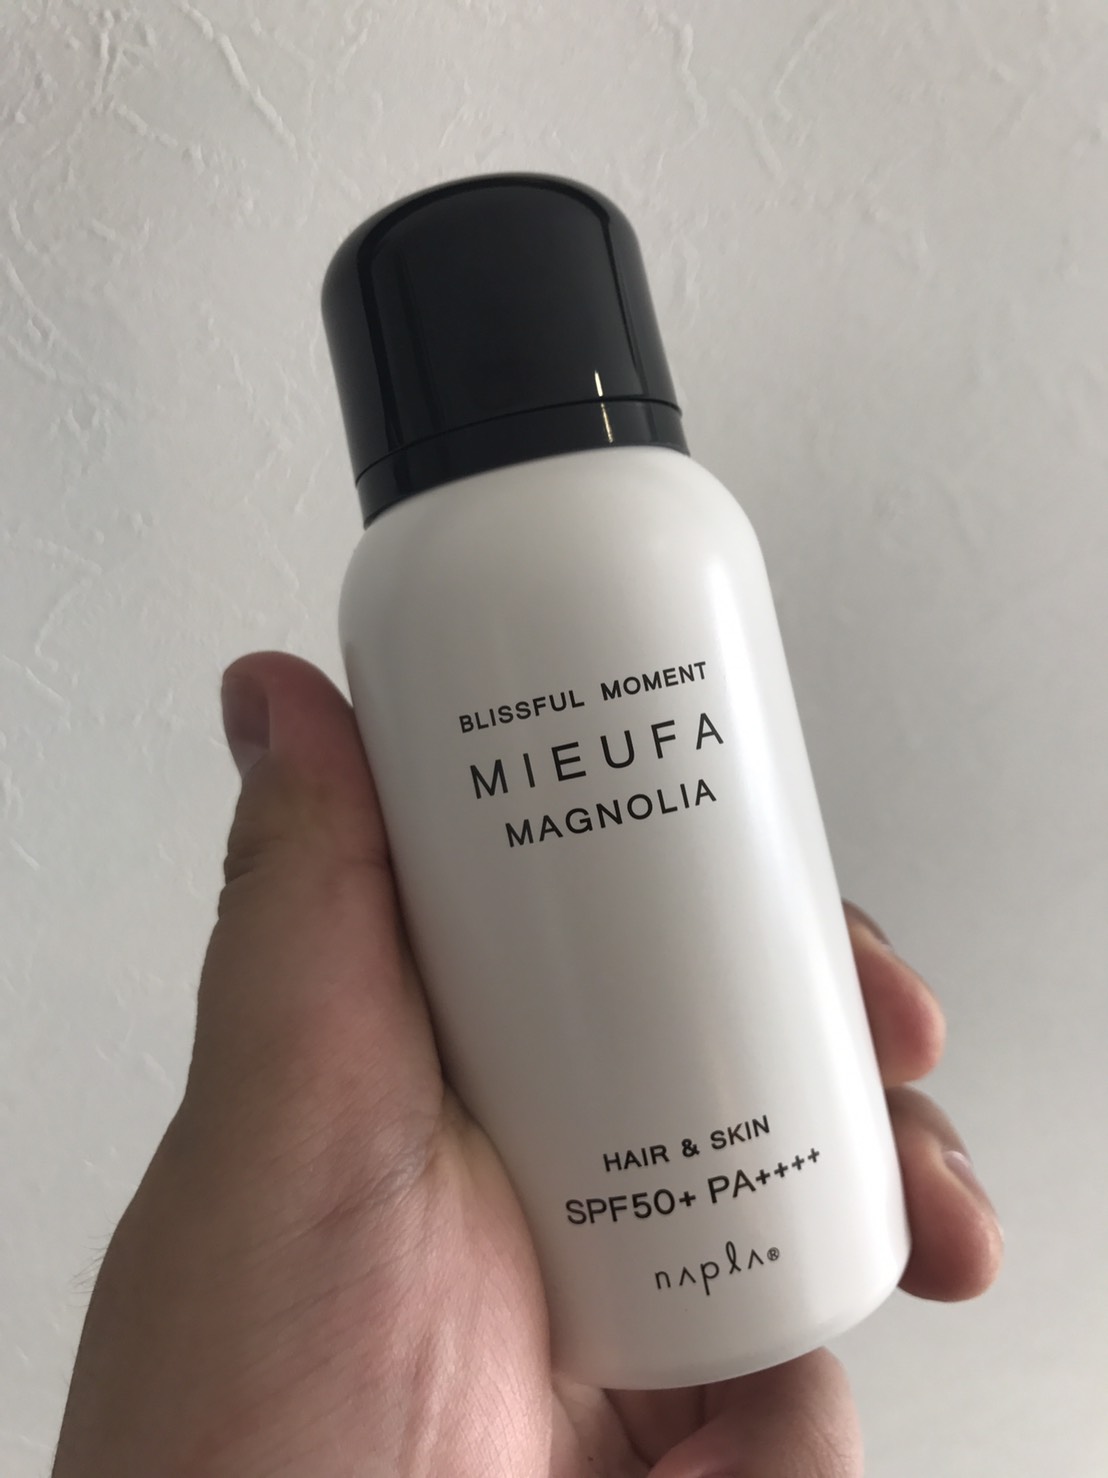 BLISSFUL MOMENT
MIEUFA
MAGNOLIA
HAIR & SKIN
SPF50+ PA++++
napla®